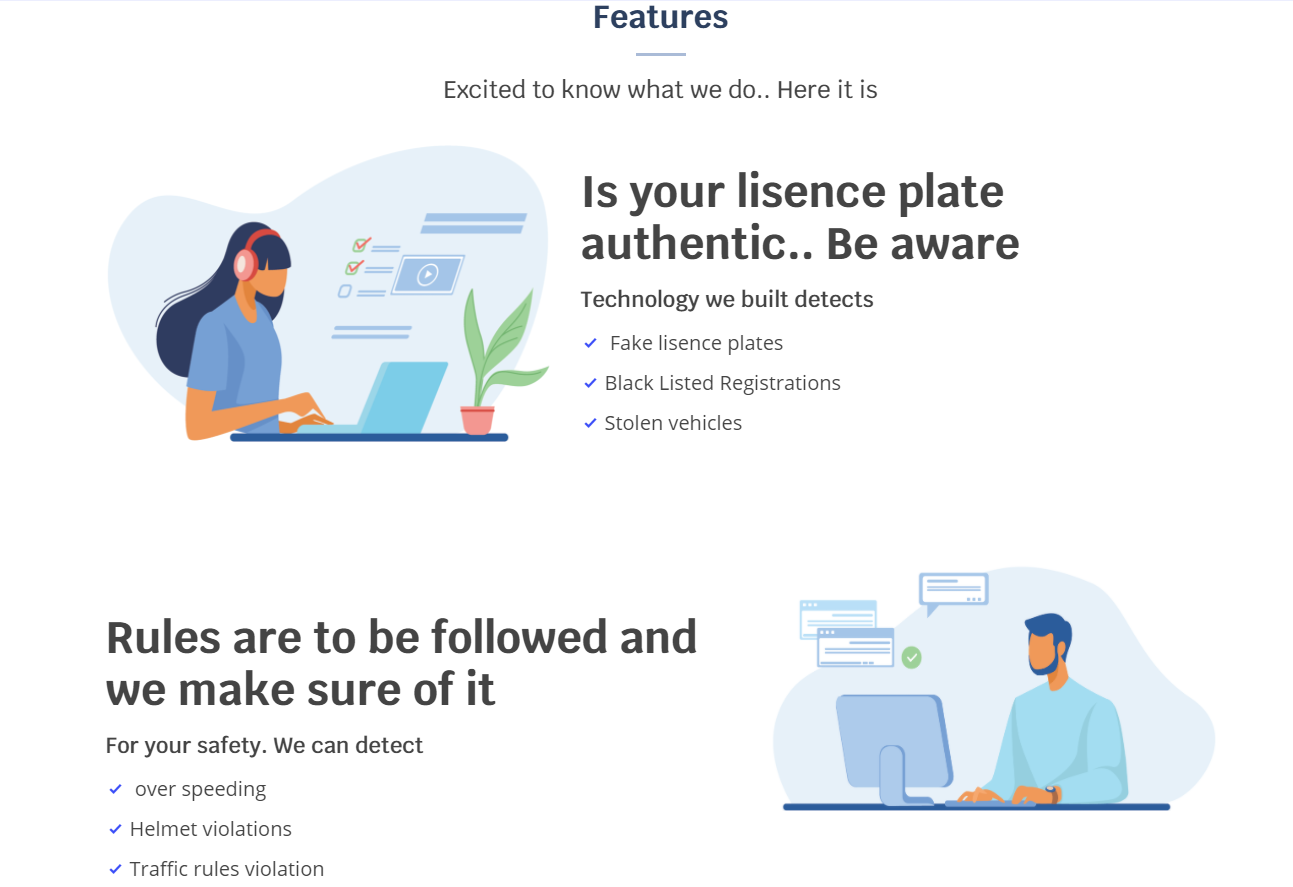 Features
Excited to know what we do.. Here it is
Is your lisence plate
authentic.. Be aware
Technology we built detects
Fake lisence plates
Black Listed Registrations
Stolen vehicles
Rules are to be followed and
we make sure of it
For your safety. We can detect
over speeding
Helmet violations
Traffic rules violation